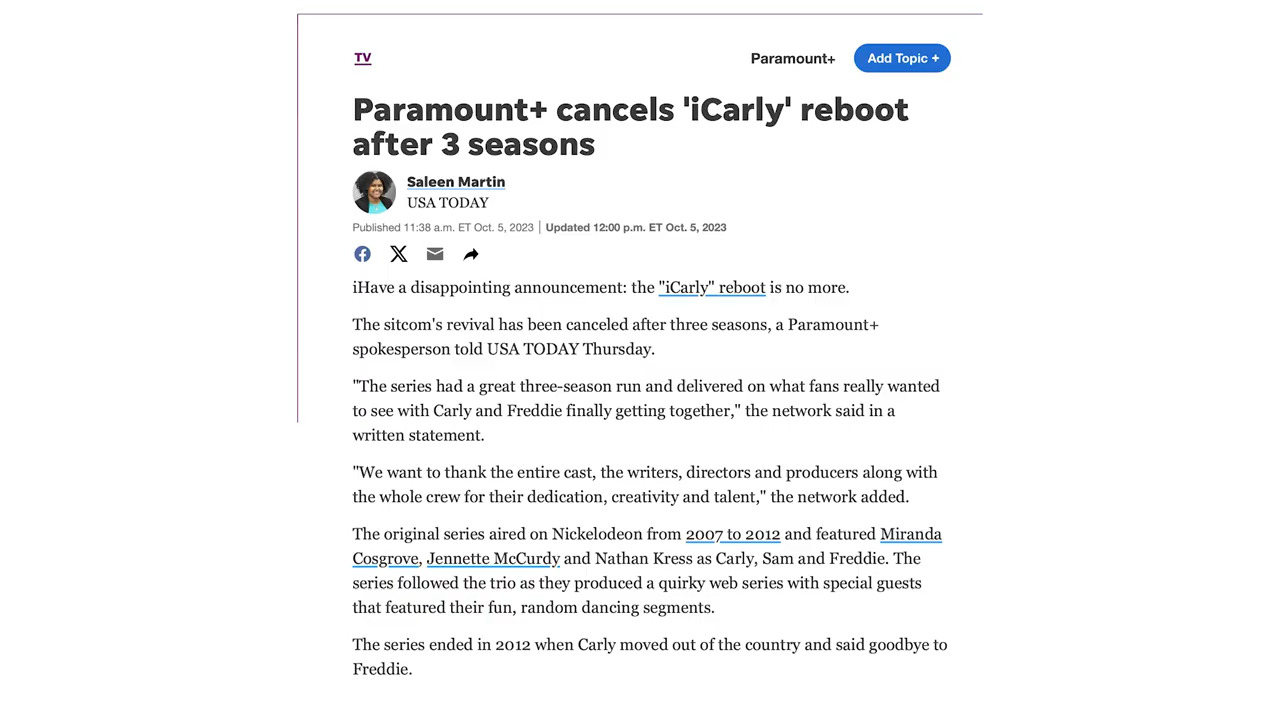 TV
Paramount+
Add Topic +
Paramount+ cancels 'iCarly' reboot
after 3 seasons
Saleen Martin
USA TODAY
Published 11:38 a.m. ET Oct. 5, 2023 | Updated 12:00 p.m. ET Oct. 5, 2023
iHave a disappointing announcement: the "iCarly" reboot is no more.
The sitcom's revival has been canceled after three seasons, a Paramount+
spokesperson told USA TODAY Thursday.
"The series had a great three-season run and delivered on what fans really wanted
to see with Carly and Freddie finally getting together," the network said in a
written statement.
"We want to thank the entire cast, the writers, directors and producers along with
the whole crew for their dedication, creativity and talent," the network added.
The original series aired on Nickelodeon from 2007 to 2012 and featured Miranda
Cosgrove, Jennette McCurdy and Nathan Kress as Carly, Sam and Freddie. The
series followed the trio as they produced a quirky web series with special guests
that featured their fun, random dancing segments.
The series ended in 2012 when Carly moved out of the country and said goodbye to
Freddie.